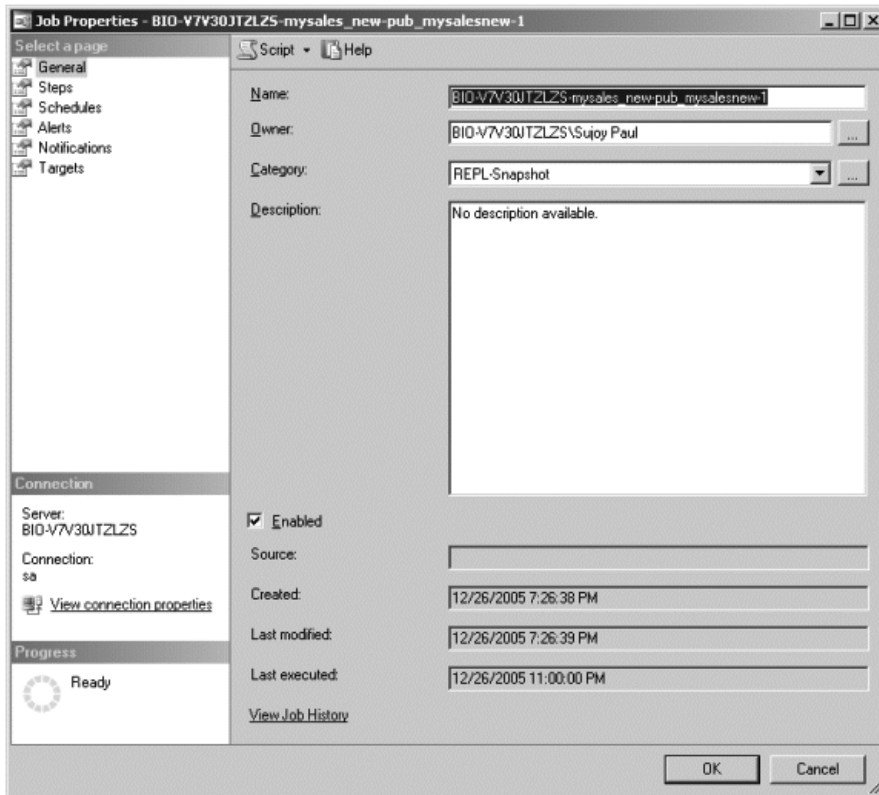 Job Properties - BIO-V7V30JTZLZS-mysales_new-pub_mysalesnew-1
Select a page
General
Steps
Schedules
Alerts
Notifications
Targets
Script
Help
Name:
BIO-V7V30JTZLZS-mysales_new-pub_mysalesnew-1
Owner:
BIO-V7V30JTZLZS\Sujoy Paul
...
Category:
REPL-Snapshot
...
Description:
No description available.
Connection
Server:
BIO-V7V30JTZLZS
Connection:
sa
View connection properties
Progress
Ready
Enabled
Source:
Created:
12/26/2005 7:26:38 PM
Last modified:
12/26/2005 7:26:39 PM
Last executed:
12/26/2005 11:00:00 PM
View Job History
OK
Cancel